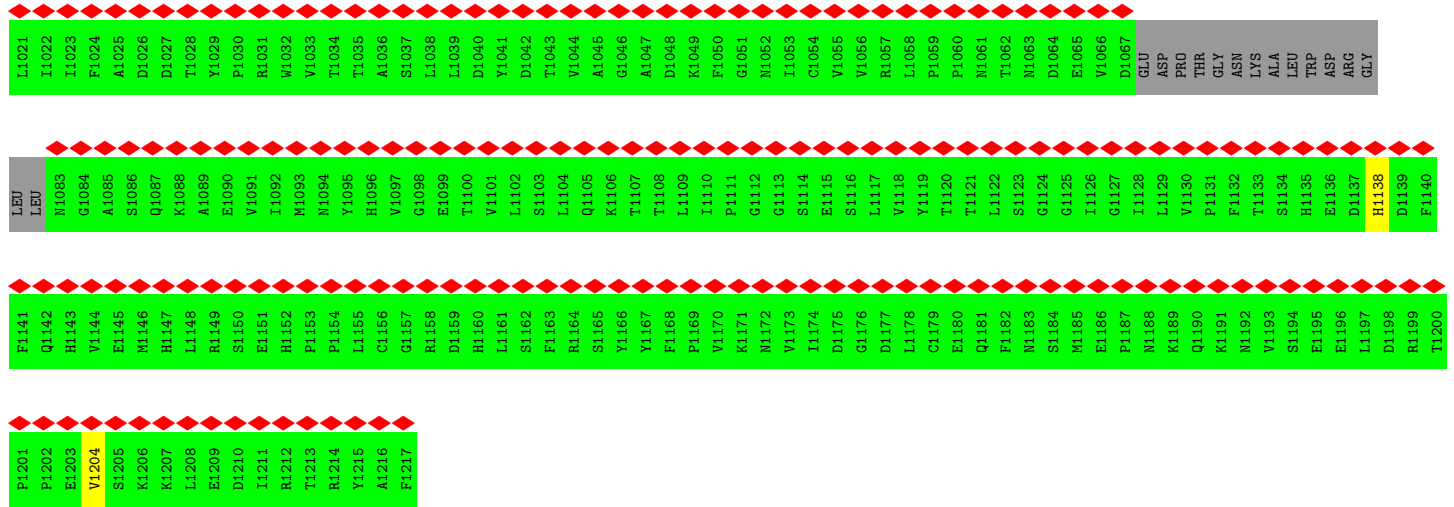 L1021 I1022 I1023 F1024 A1025 D1026 D1027 T1028 Y1029 P1030 R1031 W1032 V1033 T1034 T1035 A1036 S1037 L1038 L1039 D1040 Y1041 D1042 T1043 V1044 A1045 G1046 A1047 D1048 K1049 F1050 G1051 N1052 I1053 C1054 V1055 V1056 R1057 L1058 P1059 P1060 N1061 T1062 N1063 D1064 E1065 V1066 D1067 GLU ASP PRO THR GLY ASN LYS ALA LEU TRP ASP ARG GLY
LEU LEU N1083 G1084 A1085 S1086 Q1087 K1088 A1089 E1090 V1091 I1092 M1093 N1094 Y1095 H1096 V1097 G1098 E1099 T1100 V1101 L1102 S1103 L1104 Q1105 K1106 T1107 T1108 L1109 I1110 P1111 G1112 G1113 S1114 E1115 S1116 L1117 V1118 Y1119 T1120 T1121 L1122 S1123 G1124 G1125 I1126 G1127 I1128 L1129 V1130 P1131 F1132 T1133 S1134 H1135 E1136 D1137 H1138 D1139 F1140
F1141 Q1142 H1143 V1144 E1145 M1146 H1147 L1148 R1149 S1150 E1151 H1152 P1153 P1154 L1155 C1156 G1157 R1158 D1159 H1160 L1161 S1162 F1163 R1164 S1165 Y1166 Y1167 F1168 P1169 V1170 K1171 N1172 V1173 I1174 D1175 G1176 D1177 L1178 C1179 E1180 Q1181 F1182 N1183 S1184 M1185 E1186 P1187 N1188 K1189 Q1190 K1191 N1192 V1193 S1194 E1195 E1196 L1197 D1198 R1199 T1200
P1201 P1202 E1203 V1204 S1205 K1206 K1207 L1208 E1209 D1210 I1211 R1212 T1213 R1214 Y1215 A1216 F1217